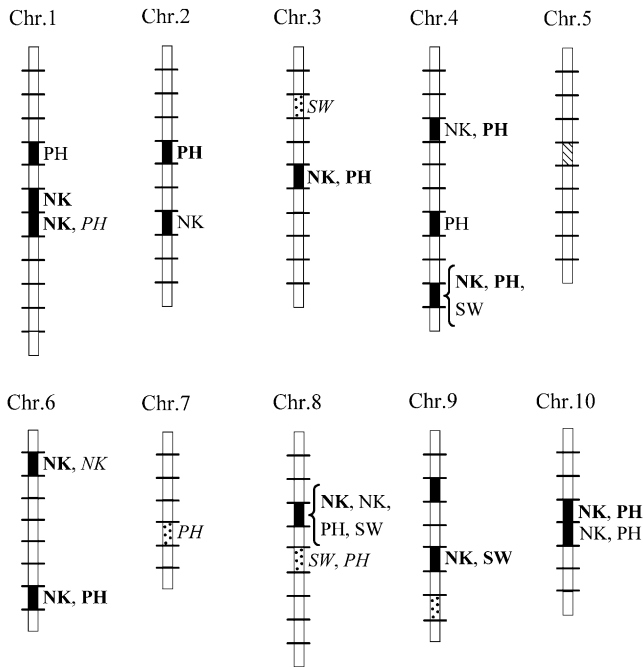 Chr.1
Chr.2
Chr.3
Chr.4
Chr.5
SW
NK, PH
PH
PH
NK, PH
NK
NK, PH
NK
PH
NK, PH,
SW
Chr.6
Chr.7
Chr.8
Chr.9
Chr.10
NK, NK
NK, NK,
PH, SW
NK, PH
NK, PH
PH
SW, PH
NK, SW
NK, PH